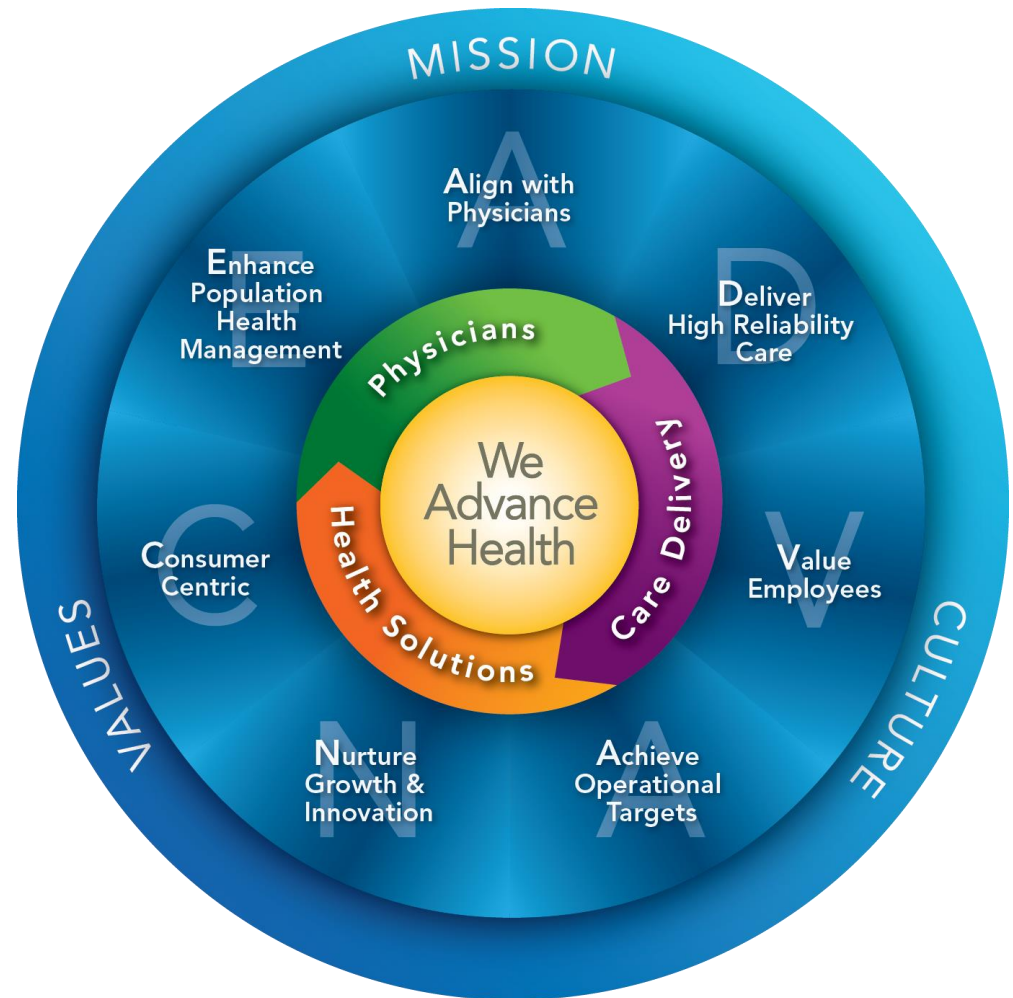 MISSION
A
Align with
Physicians
D
Deliver
High Reliability
Care
V
Value
Employees
CULTURE
A
Achieve
Operational
Targets
N
Nurture
Growth &
Innovation
VALUES
C
Consumer
Centric
E
Enhance
Population
Health
Management
Physicians
Care Delivery
Health Solutions
We
Advance
Health